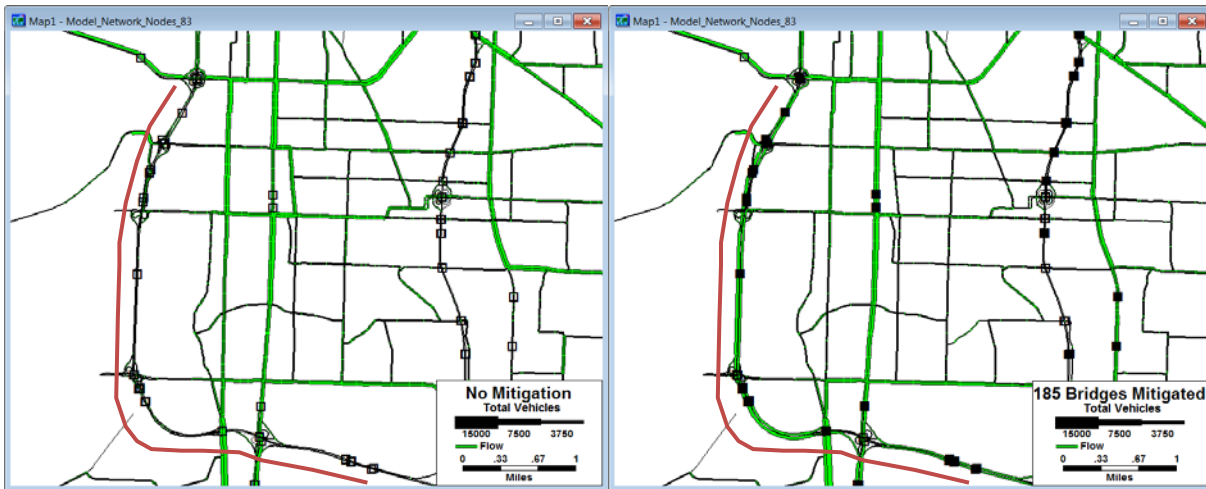 Map1 - Model_Network_Nodes_83
No Mitigation
Total Vehicles
15000 7500 3750
Flow
0 .33 .67 1
Miles
Map1 - Model_Network_Nodes_83
185 Bridges Mitigated
Total Vehicles
15000 7500 3750
Flow
0 .33 .67 1
Miles